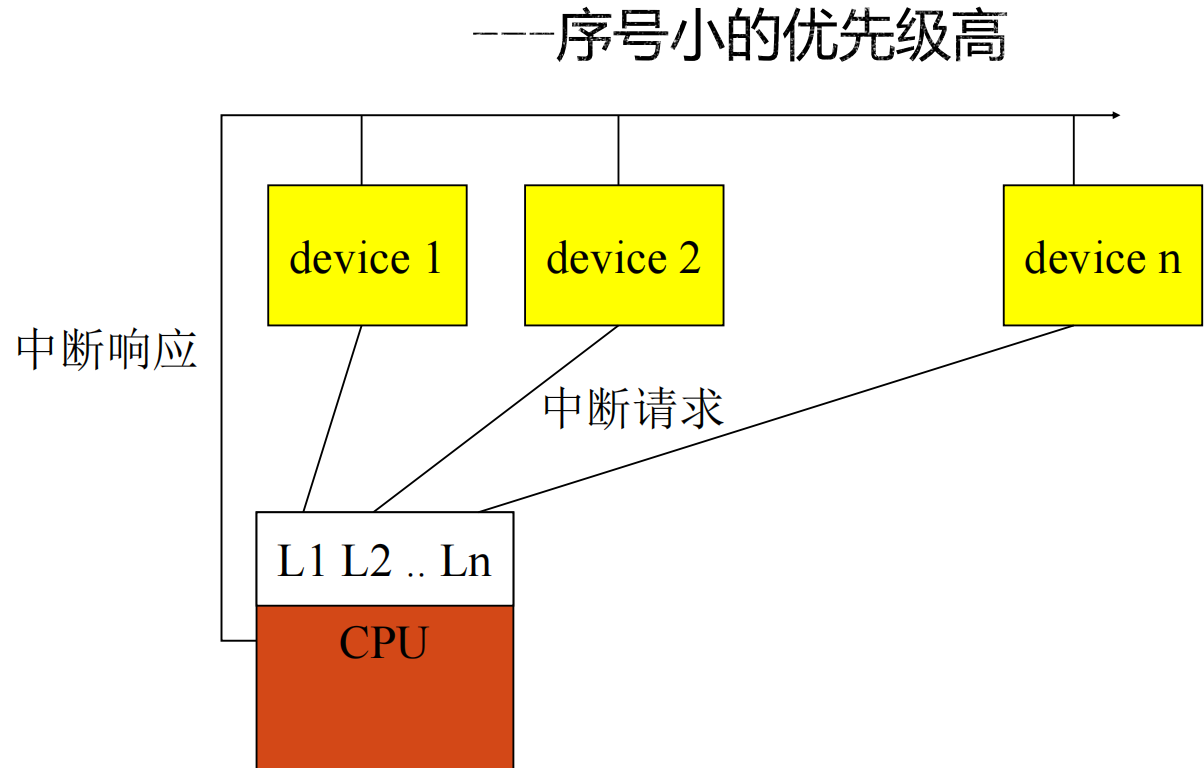 ---序号小的优先级高
device 1
device 2
device n
中断响应
中断请求
L1 L2 .. Ln
CPU